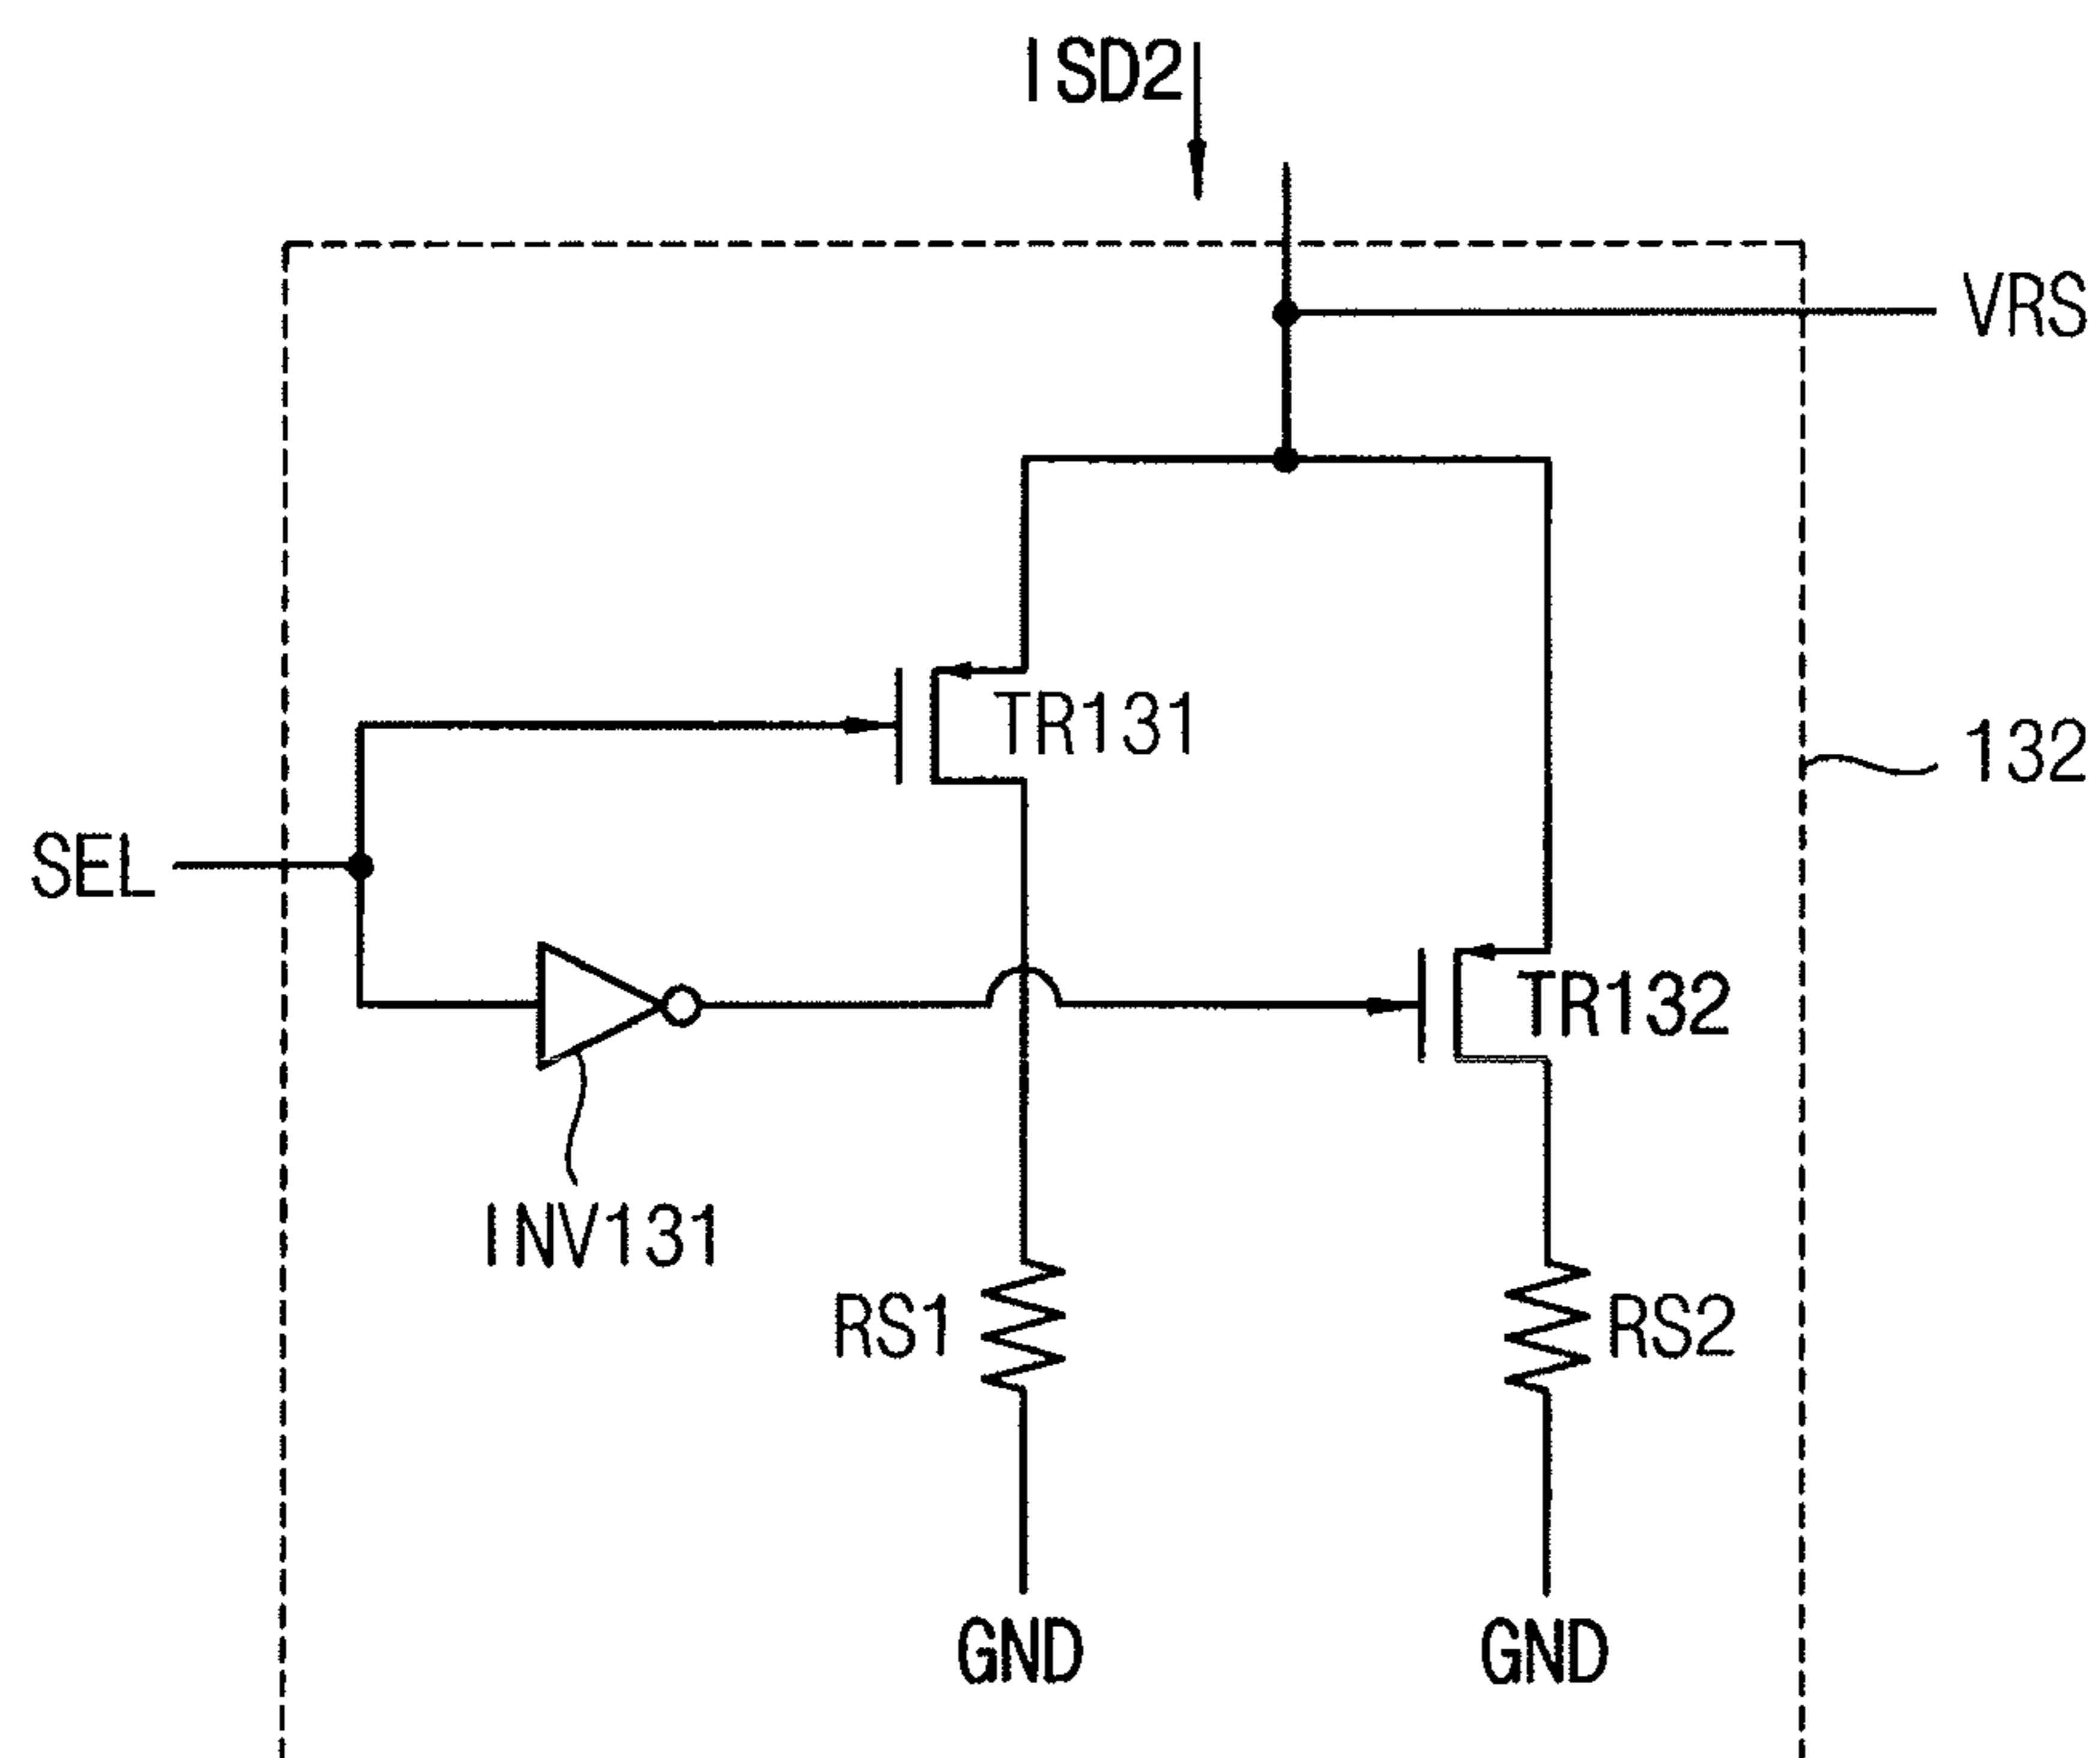 ISD2
VRS
TR131
132
SEL
TR132
INV131
RS1
RS2
GND
GND